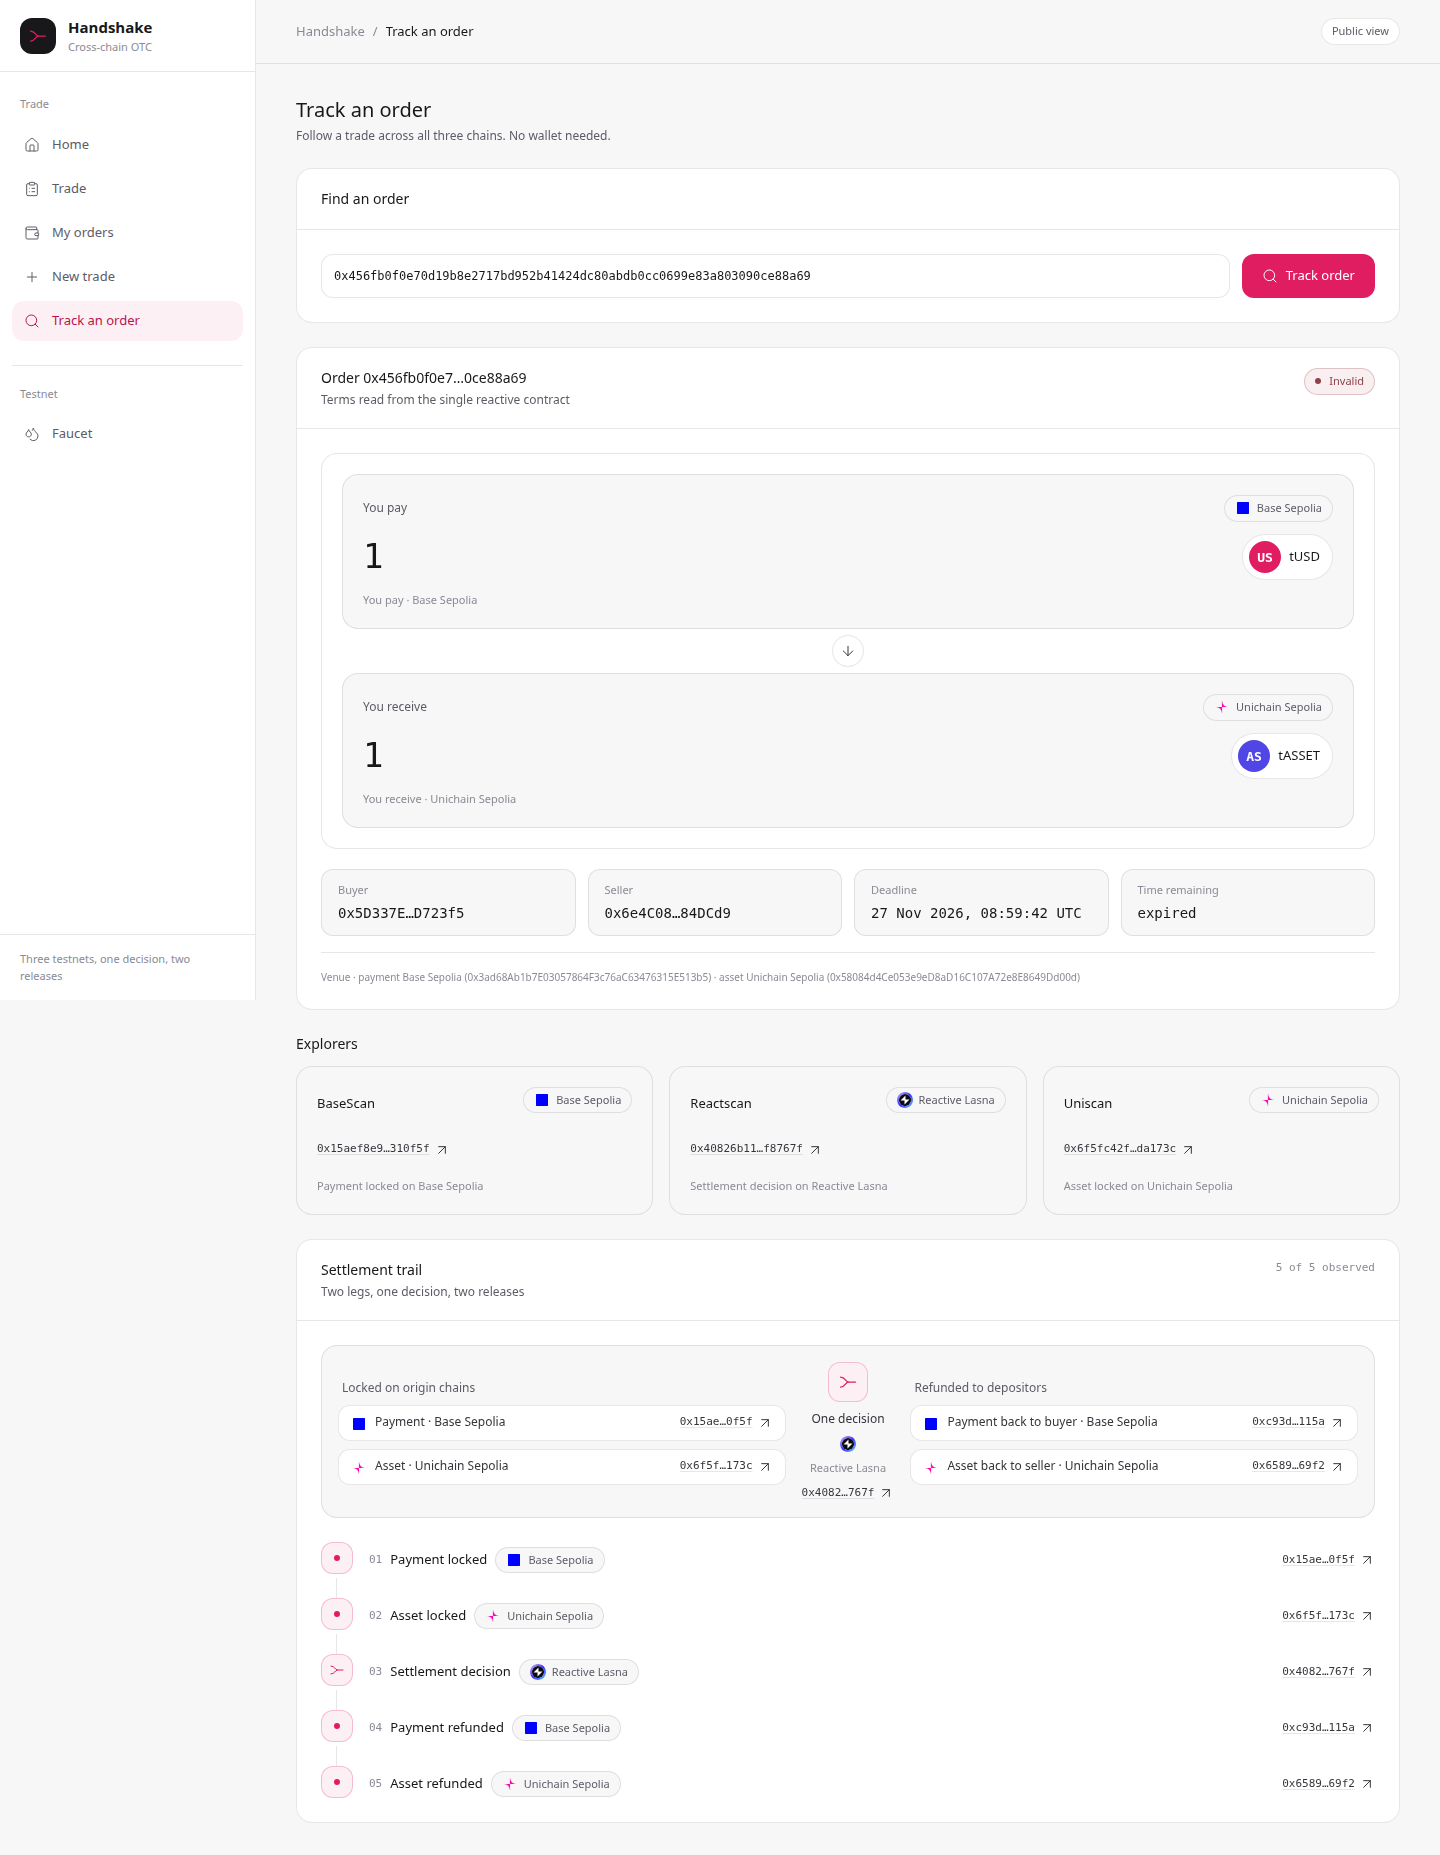 Handshake
Cross-chain OTC
Trade
Home
Trade
My orders
New trade
Track an order
Testnet
Faucet
Three testnets, one decision, two
releases
Handshake / Track an order
Public view
Track an order
Follow a trade across all three chains. No wallet needed.
Find an order
0x456fb0f0e70d19b8e2717bd952b41424dc80abdb0cc0699e83a803090ce88a69
Track order
Order 0x456fb0f0e7…0ce88a69
Invalid
Terms read from the single reactive contract
You pay
Base Sepolia
1
US tUSD
You pay · Base Sepolia
You receive
Unichain Sepolia
1
AS tASSET
You receive · Unichain Sepolia
Buyer
0x5D337E…D723f5
Seller
0x6e4C08…84DCd9
Deadline
27 Nov 2026, 08:59:42 UTC
Time remaining
expired
Venue · payment Base Sepolia (0x3ad68Ab1b7E03057864F3c76aC63476315E513b5) · asset Unichain Sepolia (0x58084d4Ce053e9eD8aD16C107A72e8E8649Dd00d)
Explorers
BaseScan
Base Sepolia
0x15aef8e9…310f5f
Payment locked on Base Sepolia
Reactscan
Reactive Lasna
0x40826b11…f8767f
Settlement decision on Reactive Lasna
Uniscan
Unichain Sepolia
0x6f5fc42f…da173c
Asset locked on Unichain Sepolia
Settlement trail
5 of 5 observed
Two legs, one decision, two releases
Locked on origin chains
Payment · Base Sepolia 0x15ae…0f5f
Asset · Unichain Sepolia 0x6f5f…173c
One decision
Reactive Lasna
0x4082…767f
Refunded to depositors
Payment back to buyer · Base Sepolia 0xc93d…115a
Asset back to seller · Unichain Sepolia 0x6589…69f2
01 Payment locked Base Sepolia 0x15ae…0f5f
02 Asset locked Unichain Sepolia 0x6f5f…173c
03 Settlement decision Reactive Lasna 0x4082…767f
04 Payment refunded Base Sepolia 0xc93d…115a
05 Asset refunded Unichain Sepolia 0x6589…69f2